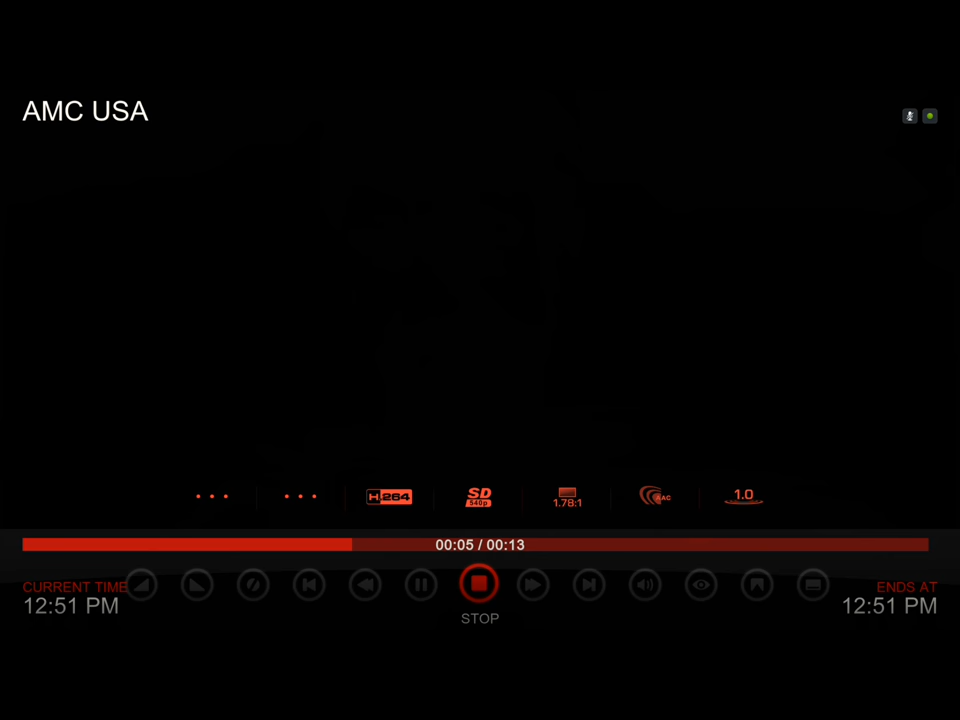 AMC USA
... ... H.264 SD 540p 1.78:1 AAC 1.0
00:05 / 00:13
CURRENT TIME ENDS AT
12:51 PM 12:51 PM
STOP